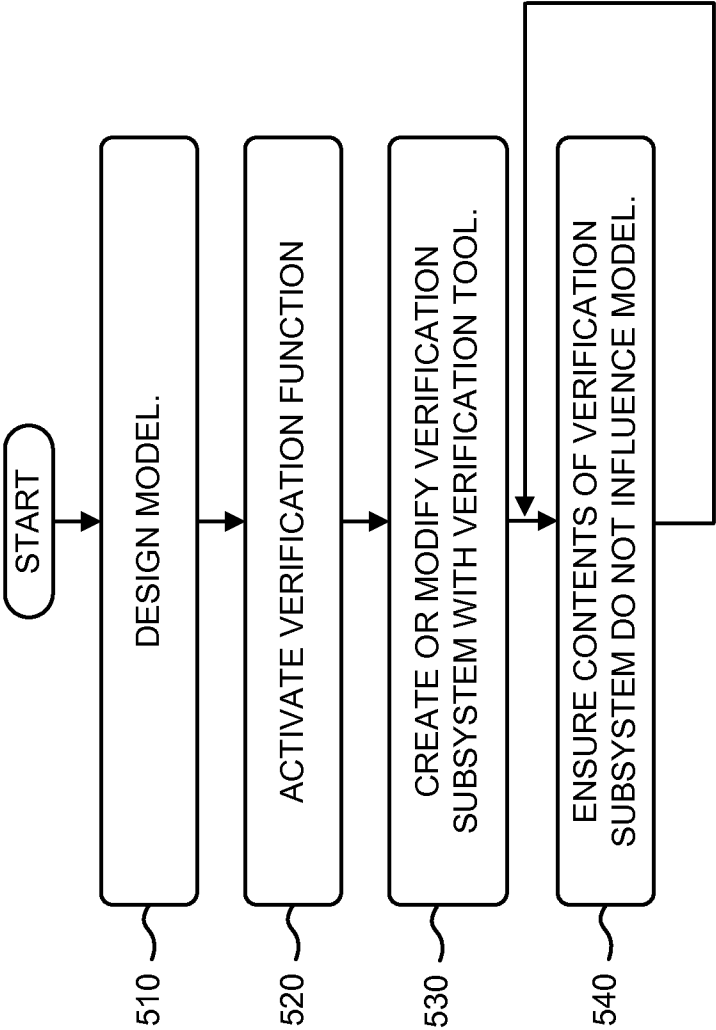 START
510
DESIGN MODEL.
520
ACTIVATE VERIFICATION FUNCTION
530
CREATE OR MODIFY VERIFICATION
SUBSYSTEM WITH VERIFICATION TOOL.
540
ENSURE CONTENTS OF VERIFICATION
SUBSYSTEM DO NOT INFLUENCE MODEL.